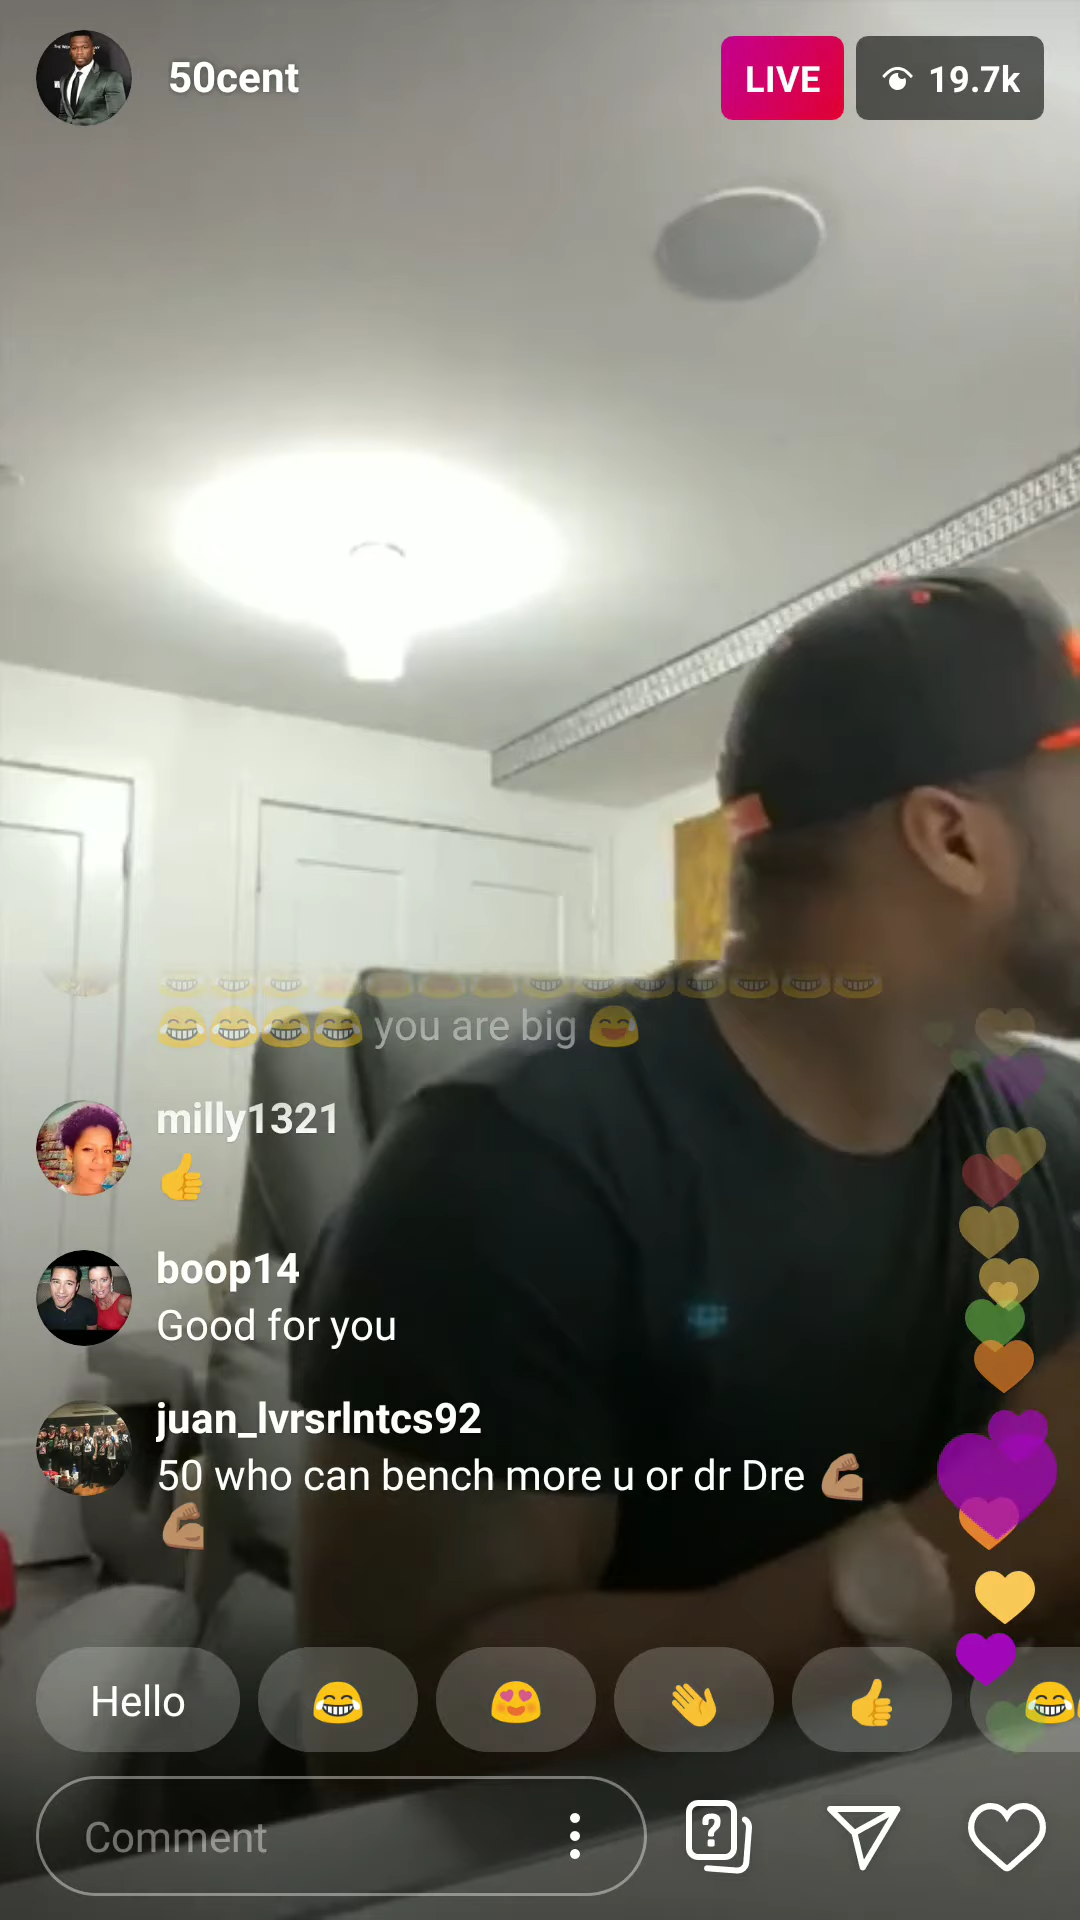 50cent
LIVE
19.7k
😂😂😂😂 you are big 😅
milly1321
👍
boop14
Good for you
juan_lvrsrlntcs92
50 who can bench more u or dr Dre 💪🏽
💪🏽
Hello 😂 😍 👋 👍 😂
Comment